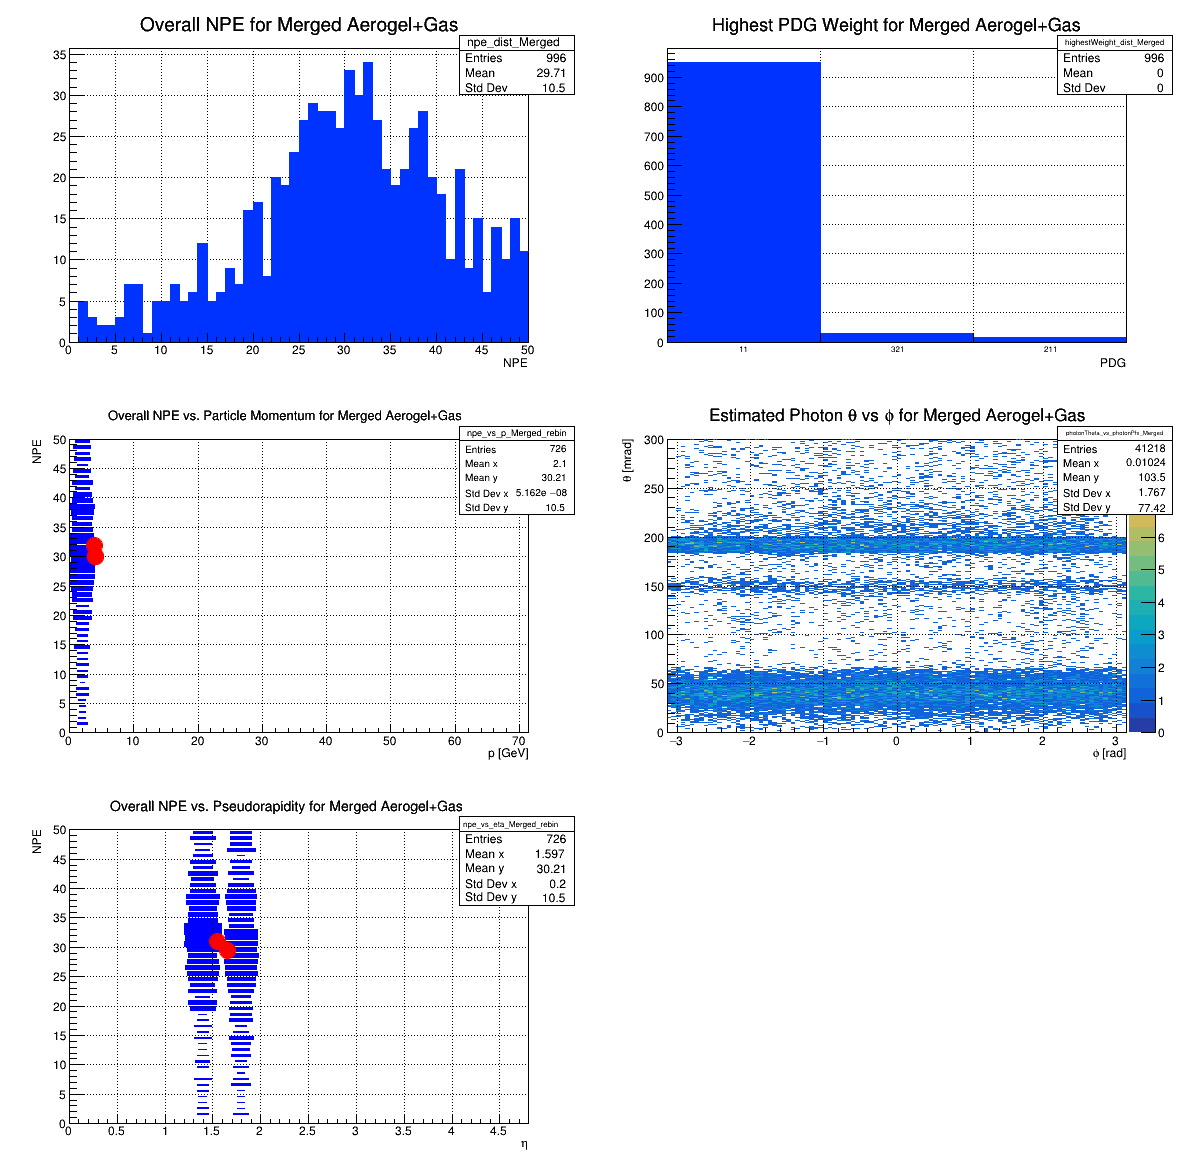 Overall NPE for Merged Aerogel+Gas
npe_dist_Merged
Entries 996
Mean 29.71
Std Dev 10.5
35
30
25
20
15
10
5
0
0 5 10 15 20 25 30 35 40 45 50
NPE
Highest PDG Weight for Merged Aerogel+Gas
highestWeight_dist_Merged
Entries 996
Mean 0
Std Dev 0
900
800
700
600
500
400
300
200
100
0
11 321 211
PDG
Overall NPE vs. Particle Momentum for Merged Aerogel+Gas
npe_vs_p_Merged_rebin
Entries 726
Mean x 2.1
Mean y 30.21
Std Dev x 5.162e −08
Std Dev y 10.5
NPE
50
45
40
35
30
25
20
15
10
5
0
0 10 20 30 40 50 60 70
p [GeV]
Estimated Photon θ vs ϕ for Merged Aerogel+Gas
photonTheta_vs_photonPhi_Merged
Entries 41218
Mean x 0.01024
Mean y 103.5
Std Dev x 1.767
Std Dev y 77.42
θ [mrad]
300
250
200
150
100
50
0
−3 −2 −1 0 1 2 3
ϕ [rad]
6
5
4
3
2
1
0
Overall NPE vs. Pseudorapidity for Merged Aerogel+Gas
npe_vs_eta_Merged_rebin
Entries 726
Mean x 1.597
Mean y 30.21
Std Dev x 0.2
Std Dev y 10.5
NPE
50
45
40
35
30
25
20
15
10
5
0
0 0.5 1 1.5 2 2.5 3 3.5 4 4.5
η